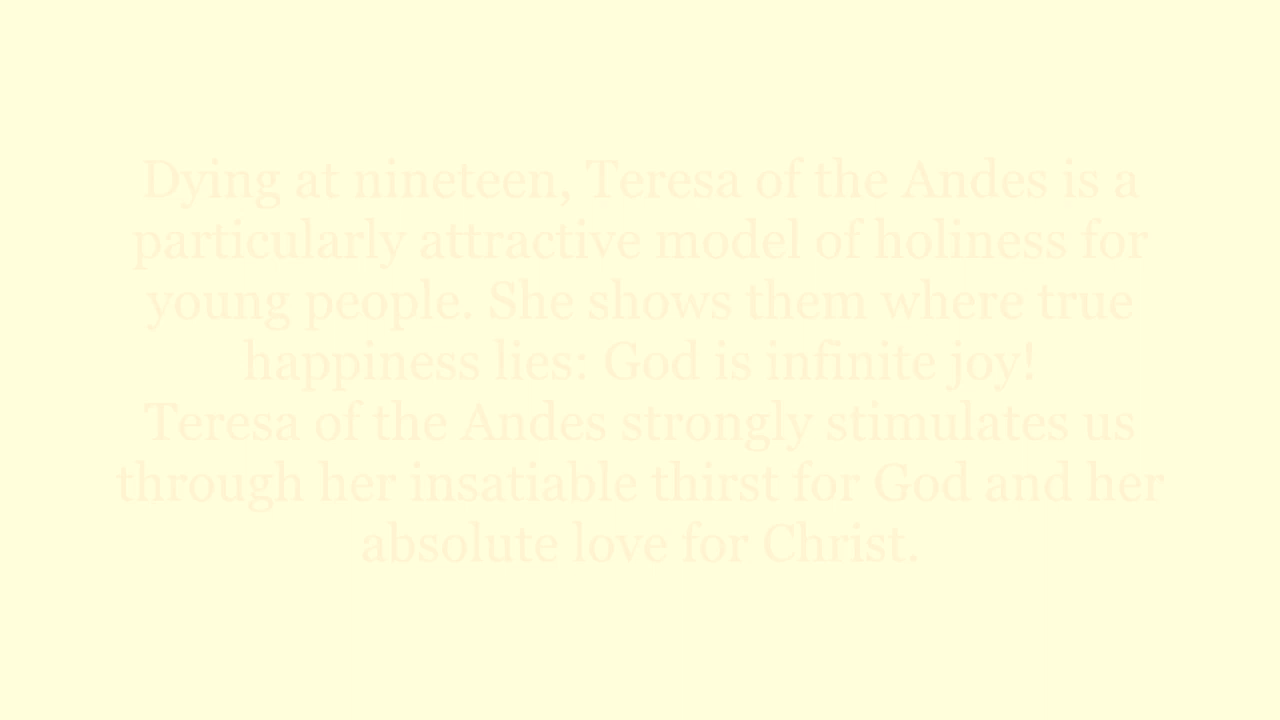 Dying at nineteen, Teresa of the Andes is a
particularly attractive model of holiness for
young people. She shows them where true
happiness lies: God is infinite joy!
Teresa of the Andes strongly stimulates us
through her insatiable thirst for God and her
absolute love for Christ.